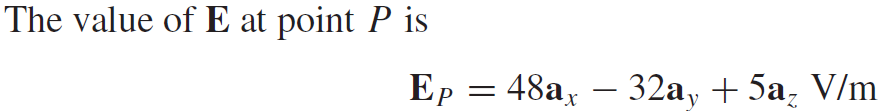 The value of E at point P is
E_P = 48a_x − 32a_y + 5a_z V/m